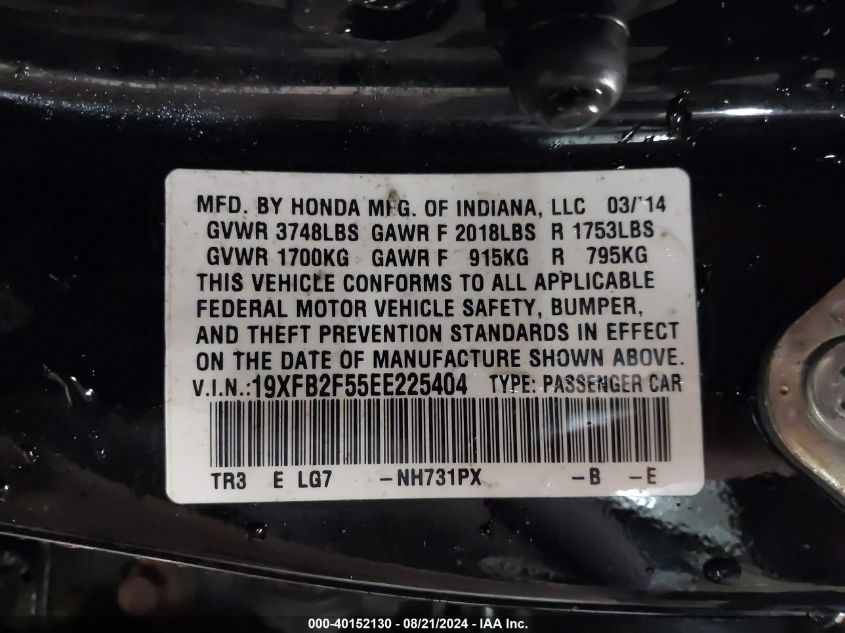 MFD. BY HONDA MFG. OF INDIANA, LLC 03/'14
GVWR 3748LBS GAWR F 2018LBS R 1753LBS
GVWR 1700KG GAWR F 915KG R 795KG
THIS VEHICLE CONFORMS TO ALL APPLICABLE
FEDERAL MOTOR VEHICLE SAFETY, BUMPER,
AND THEFT PREVENTION STANDARDS IN EFFECT
ON THE DATE OF MANUFACTURE SHOWN ABOVE.
V.I.N.:19XFB2F55EE225404 TYPE: PASSENGER CAR
TR3 E LG7 -NH731PX -B -E
000-40152130 - 08/21/2024 - IAA Inc.